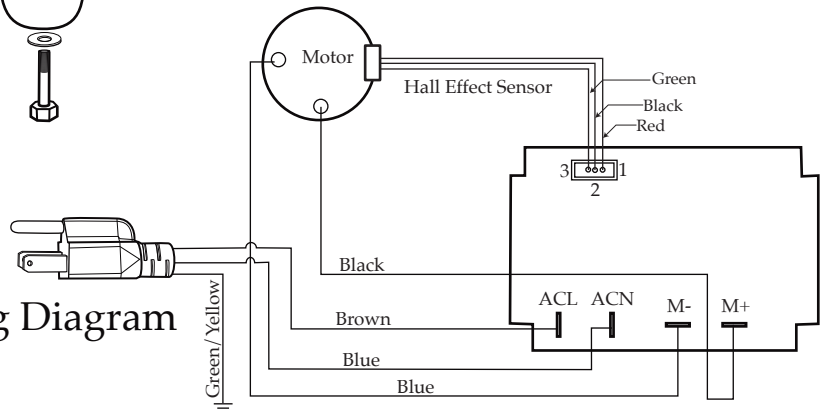 Motor
Hall Effect Sensor
Green
Black
Red
3
1
2
Black
ACL
ACN
M-
M+
g Diagram
Green/Yellow
Brown
Blue
Blue